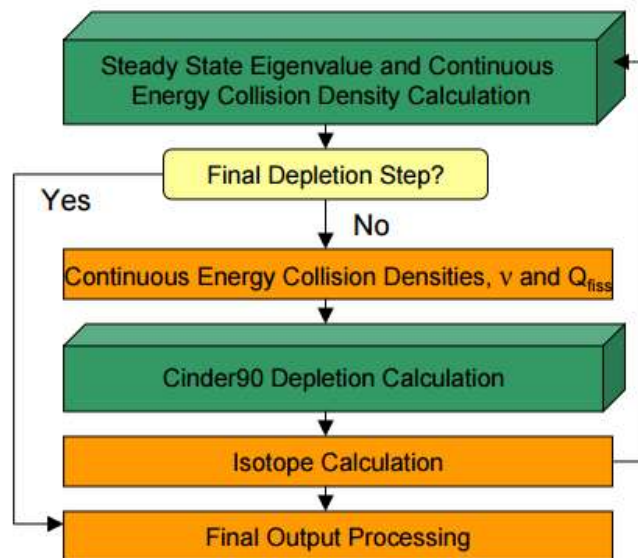 Steady State Eigenvalue and Continuous
Energy Collision Density Calculation
Final Depletion Step?
Yes
No
Continuous Energy Collision Densities, ν and Qfiss
Cinder90 Depletion Calculation
Isotope Calculation
Final Output Processing